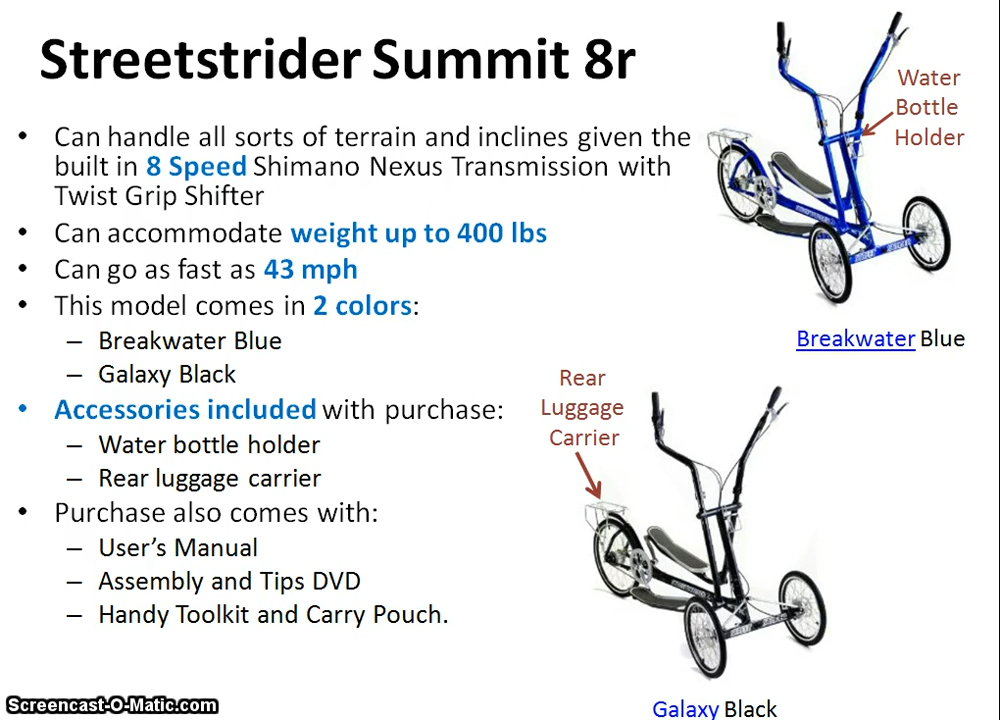 Streetstrider Summit 8r
• Can handle all sorts of terrain and inclines given the
built in 8 Speed Shimano Nexus Transmission with
Twist Grip Shifter
• Can accommodate weight up to 400 lbs
• Can go as fast as 43 mph
• This model comes in 2 colors:
– Breakwater Blue
– Galaxy Black
• Accessories included with purchase:
– Water bottle holder
– Rear luggage carrier
• Purchase also comes with:
– User’s Manual
– Assembly and Tips DVD
– Handy Toolkit and Carry Pouch.
Water
Bottle
Holder
Breakwater Blue
Rear
Luggage
Carrier
Galaxy Black
Screencast-O-Matic.com